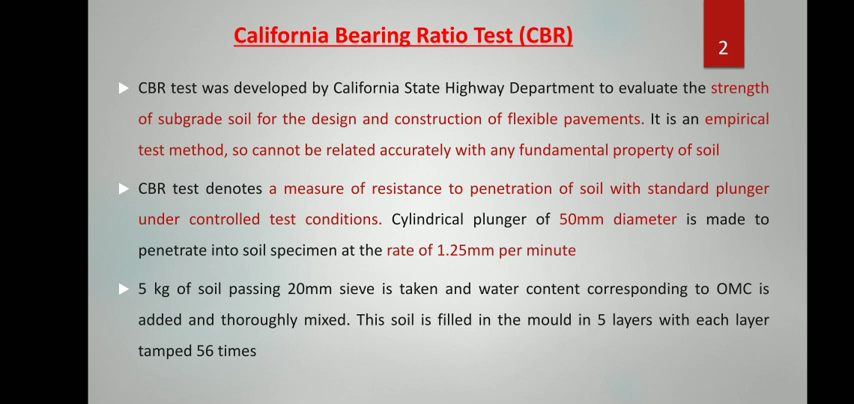 California Bearing Ratio Test (CBR)
2
CBR test was developed by California State Highway Department to evaluate the strength
of subgrade soil for the design and construction of flexible pavements. It is an empirical
test method, so cannot be related accurately with any fundamental property of soil
CBR test denotes a measure of resistance to penetration of soil with standard plunger
under controlled test conditions. Cylindrical plunger of 50mm diameter is made to
penetrate into soil specimen at the rate of 1.25mm per minute
5 kg of soil passing 20mm sieve is taken and water content corresponding to OMC is
added and thoroughly mixed. This soil is filled in the mould in 5 layers with each layer
tamped 56 times